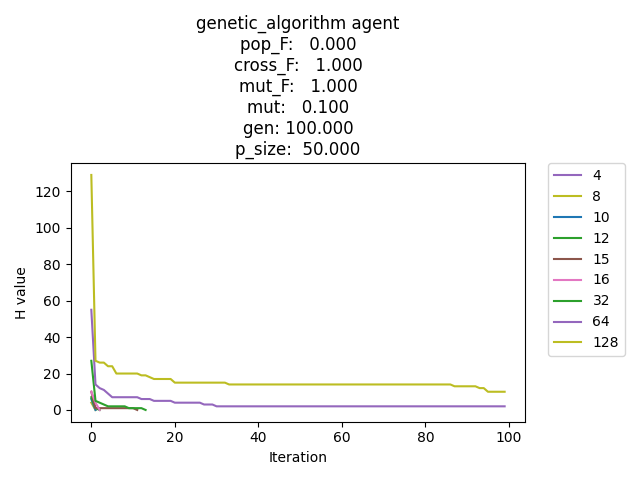 genetic_algorithm agent
pop_F: 0.000
cross_F: 1.000
mut_F: 1.000
mut: 0.100
gen: 100.000
p_size: 50.000
H value
120
100
80
60
40
20
0
0 20 40 60 80 100
Iteration
4
8
10
12
15
16
32
64
128